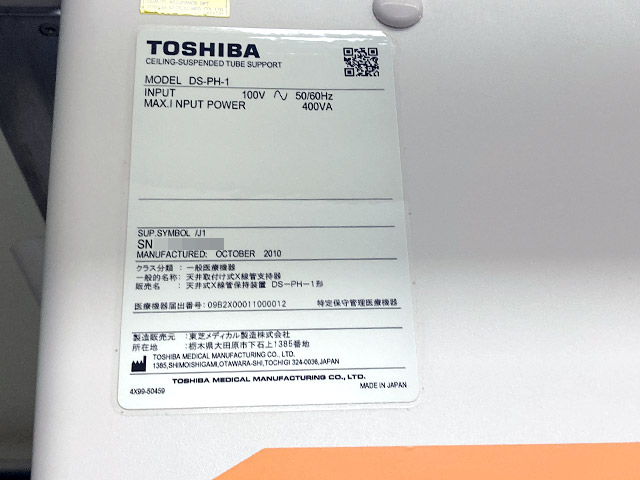 TOSHIBA
CEILING-SUSPENDED TUBE SUPPORT
MODEL DS-PH-1
INPUT 100V ∿ 50/60Hz
MAX.I NPUT POWER 400VA
SUP.SYMBOL /J1
SN
MANUFACTURED: OCTOBER 2010
クラス分類 : 一般医療機器
一般的名称: 天井取付け式X線管支持器
販売名 : 天井式X線管保持装置 DS-PH-1形
医療機器届出番号: 09B2X00011000012 特定保守管理医療機器
製造販売元 : 東芝メディカル製造株式会社
所在地 : 栃木県大田原市下石上1385番地
TOSHIBA MEDICAL MANUFACTURING CO., LTD.
1385,SHIMOISHIGAMI,OTAWARA-SHI,TOCHIGI 324-0036,JAPAN
TOSHIBA MEDICAL MANUFACTURING CO., LTD.
4X99-50459 MADE IN JAPAN